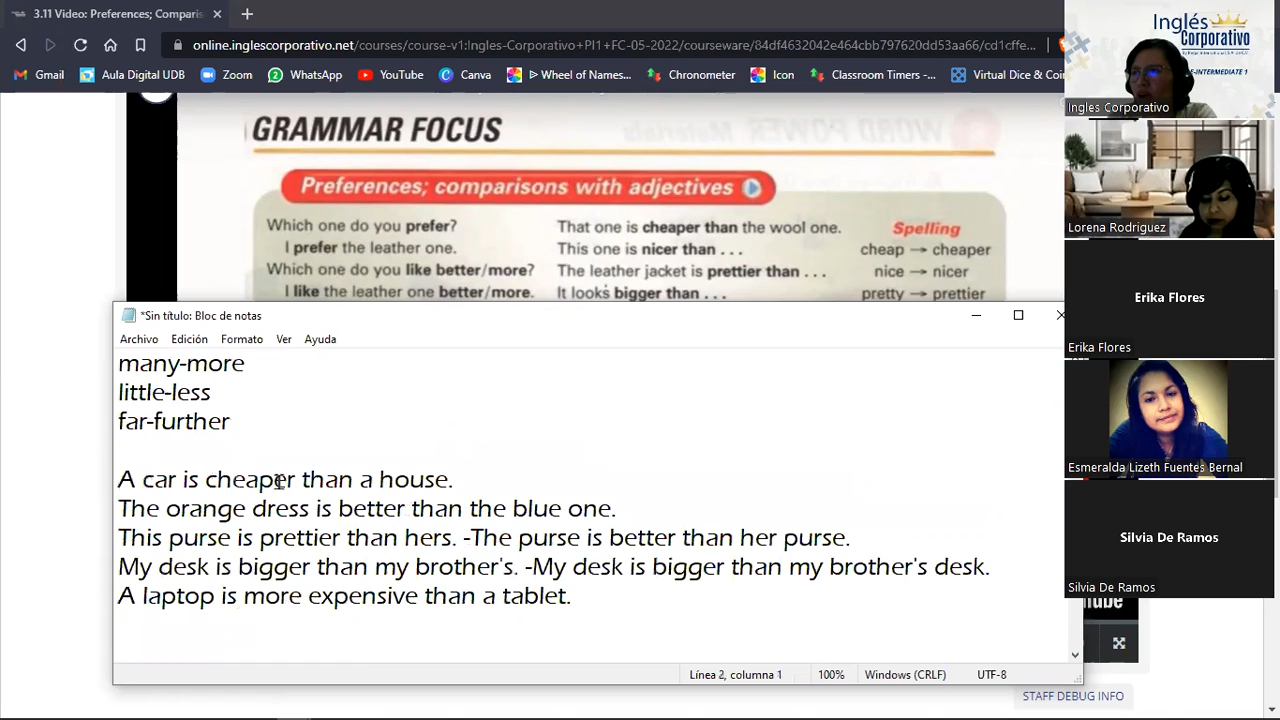 3.11 Video: Preferences; Comparis
online.inglescorporativo.net/courses/course-v1:Ingles-Corporativo+PI1+FC-05-2022/courseware/84df4632042e464cbb797620dd53aa66/cd1cffe...
Gmail
Aula Digital UDB
Zoom
WhatsApp
YouTube
Canva
Wheel of Names...
Chronometer
Icon
Chrom Timers -...
Virtual Dice & Coi
GRAMMAR FOCUS
Preferences; comparisons with adjectives
Which one do you prefer?
I prefer the leather one.
Which one do you like better/more?
I like the leather one better/more.
That one is cheaper than the wool one.
This one is nicer than . . .
The leather jacket is prettier than . . .
It looks bigger than . . .
Spelling
cheap → cheaper
nice → nicer
pretty → prettier
*Sin título: Bloc de notas
Archivo Edición Formato Ver Ayuda
many-more
little-less
far-further
A car is cheaper than a house.
The orange dress is better than the blue one.
This purse is prettier than hers. -The purse is better than her purse.
My desk is bigger than my brother's. -My desk is bigger than my brother's desk.
A laptop is more expensive than a tablet.
Línea 2, columna 1 100% Windows (CRLF) UTF-8
STAFF DEBUG INFO
Inglés
Corporativo
E-INTERMEDIATE 1
Ingles Corporativo
Lorena Rodriguez
Erika Flores
Erika Flores
Esmeralda Lizeth Fuentes Bernal
Silvia De Ramos
Silvia De Ramos